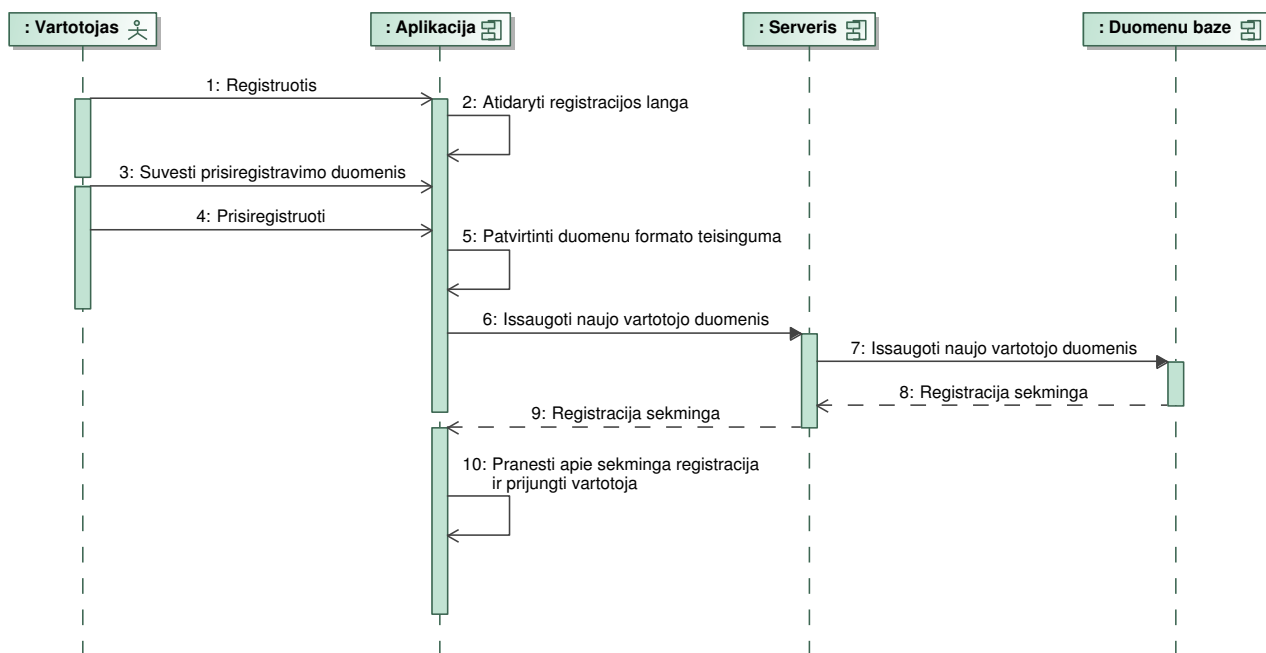 : Vartotojas
: Aplikacija
: Serveris
: Duomenu baze
1: Registruotis
2: Atidaryti registracijos langa
3: Suvesti prisiregistravimo duomenis
4: Prisiregistruoti
5: Patvirtinti duomenu formato teisinguma
6: Issaugoti naujo vartotojo duomenis
7: Issaugoti naujo vartotojo duomenis
8: Registracija sekminga
9: Registracija sekminga
10: Pranesti apie sekminga registracija
ir prijungti vartotoja